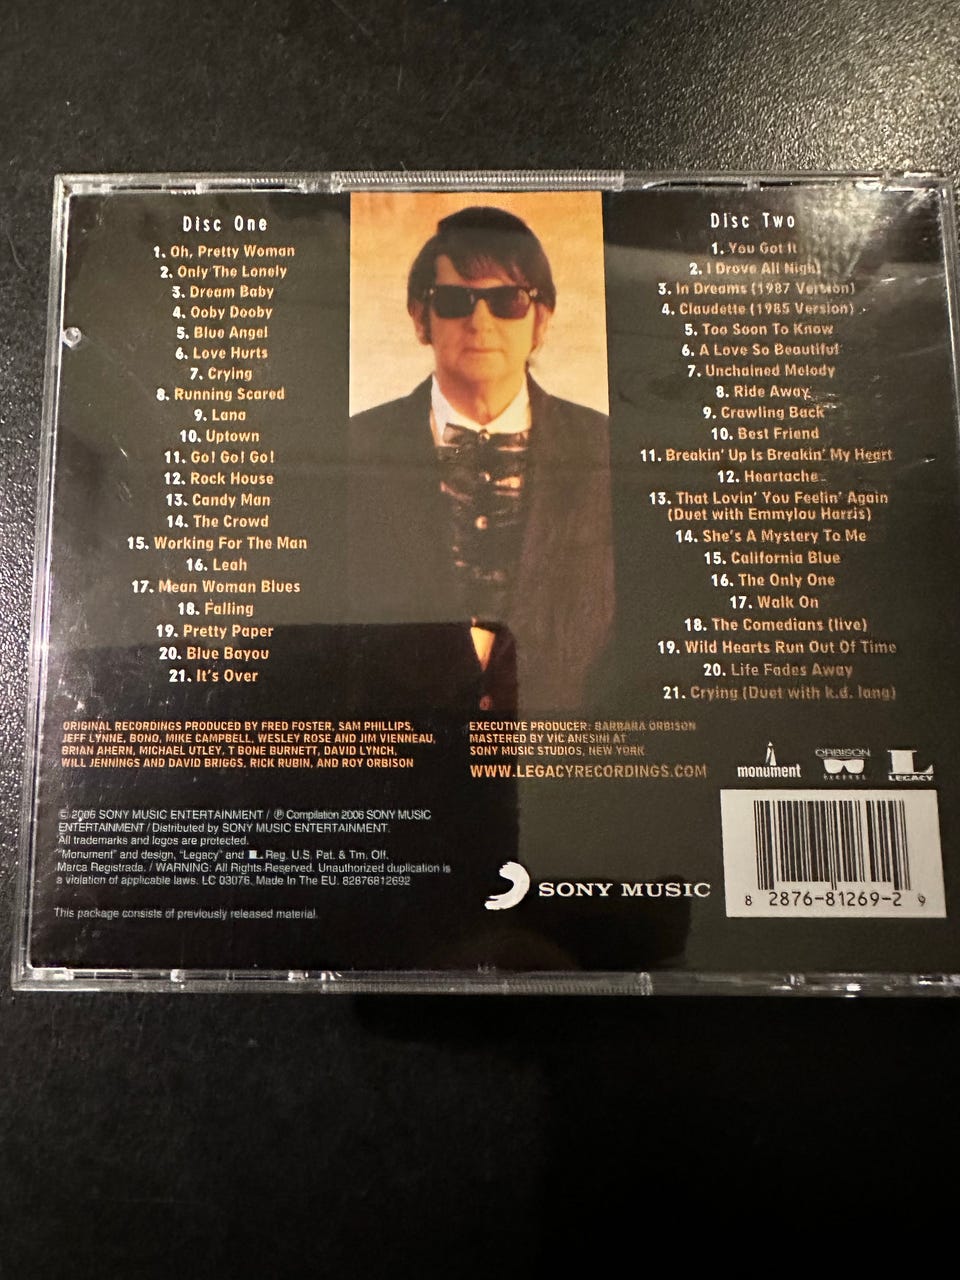 Disc One
1. Oh, Pretty Woman
2. Only The Lonely
3. Dream Baby
4. Ooby Dooby
5. Blue Angel
6. Love Hurts
7. Crying
8. Running Scared
9. Lana
10. Uptown
11. Go! Go! Go!
12. Rock House
13. Candy Man
14. The Crowd
15. Working For The Man
16. Leah
17. Mean Woman Blues
18. Falling
19. Pretty Paper
20. Blue Bayou
21. It's Over
Disc Two
1. You Got It
2. I Drove All Night
3. In Dreams (1987 Version)
4. Claudette (1985 Version)
5. Too Soon To Know
6. A Love So Beautiful
7. Unchained Melody
8. Ride Away
9. Crawling Back
10. Best Friend
11. Breakin' Up Is Breakin' My Heart
12. Heartache
13. That Lovin' You Feelin' Again
(Duet with Emmylou Harris)
14. She's A Mystery To Me
15. California Blue
16. The Only One
17. Walk On
18. The Comedians (live)
19. Wild Hearts Run Out Of Time
20. Life Fades Away
21. Crying (Duet with k.d. lang)
ORIGINAL RECORDINGS PRODUCED BY FRED FOSTER, SAM PHILLIPS,
JEFF LYNNE, BONO, MIKE CAMPBELL, WESLEY ROSE AND JIM VIENNEAU,
BRIAN AHERN, MICHAEL UTLEY, T BONE BURNETT, DAVID LYNCH,
WILL JENNINGS AND DAVID BRIGGS, RICK RUBIN, AND ROY ORBISON
EXECUTIVE PRODUCER: BARBARA ORBISON
MASTERED BY VIC ANESINI AT
SONY MUSIC STUDIOS, NEW YORK
WWW.LEGACYRECORDINGS.COM
monument
ORBISON
RECORDS
L
LEGACY
© 2006 SONY MUSIC ENTERTAINMENT / ℗ Compilation 2006 SONY MUSIC
ENTERTAINMENT / Distributed by SONY MUSIC ENTERTAINMENT.
All trademarks and logos are protected.
"Monument" and design, "Legacy" and L Reg. U.S. Pat. & Tm. Off.
Marca Registrada. / WARNING: All Rights Reserved. Unauthorized duplication is
a violation of applicable laws. LC 03076. Made In The EU. 82876812692
This package consists of previously released material.
SONY MUSIC
8 2876-81269-2 9